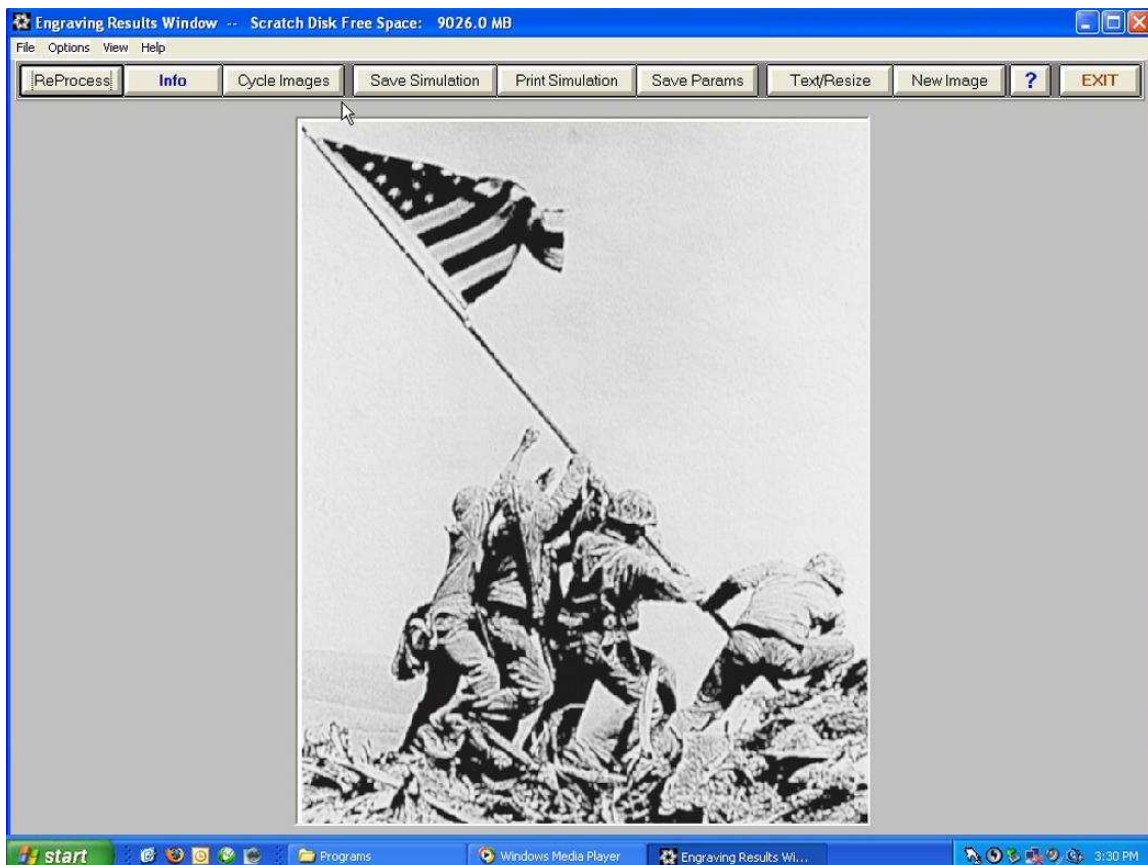 Engraving Results Window -- Scratch Disk Free Space: 9026.0 MB
File Options View Help
ReProcess Info Cycle Images Save Simulation Print Simulation Save Params Text/Resize New Image ? EXIT
start Programs Windows Media Player Engraving Results Wi... 3:30 PM